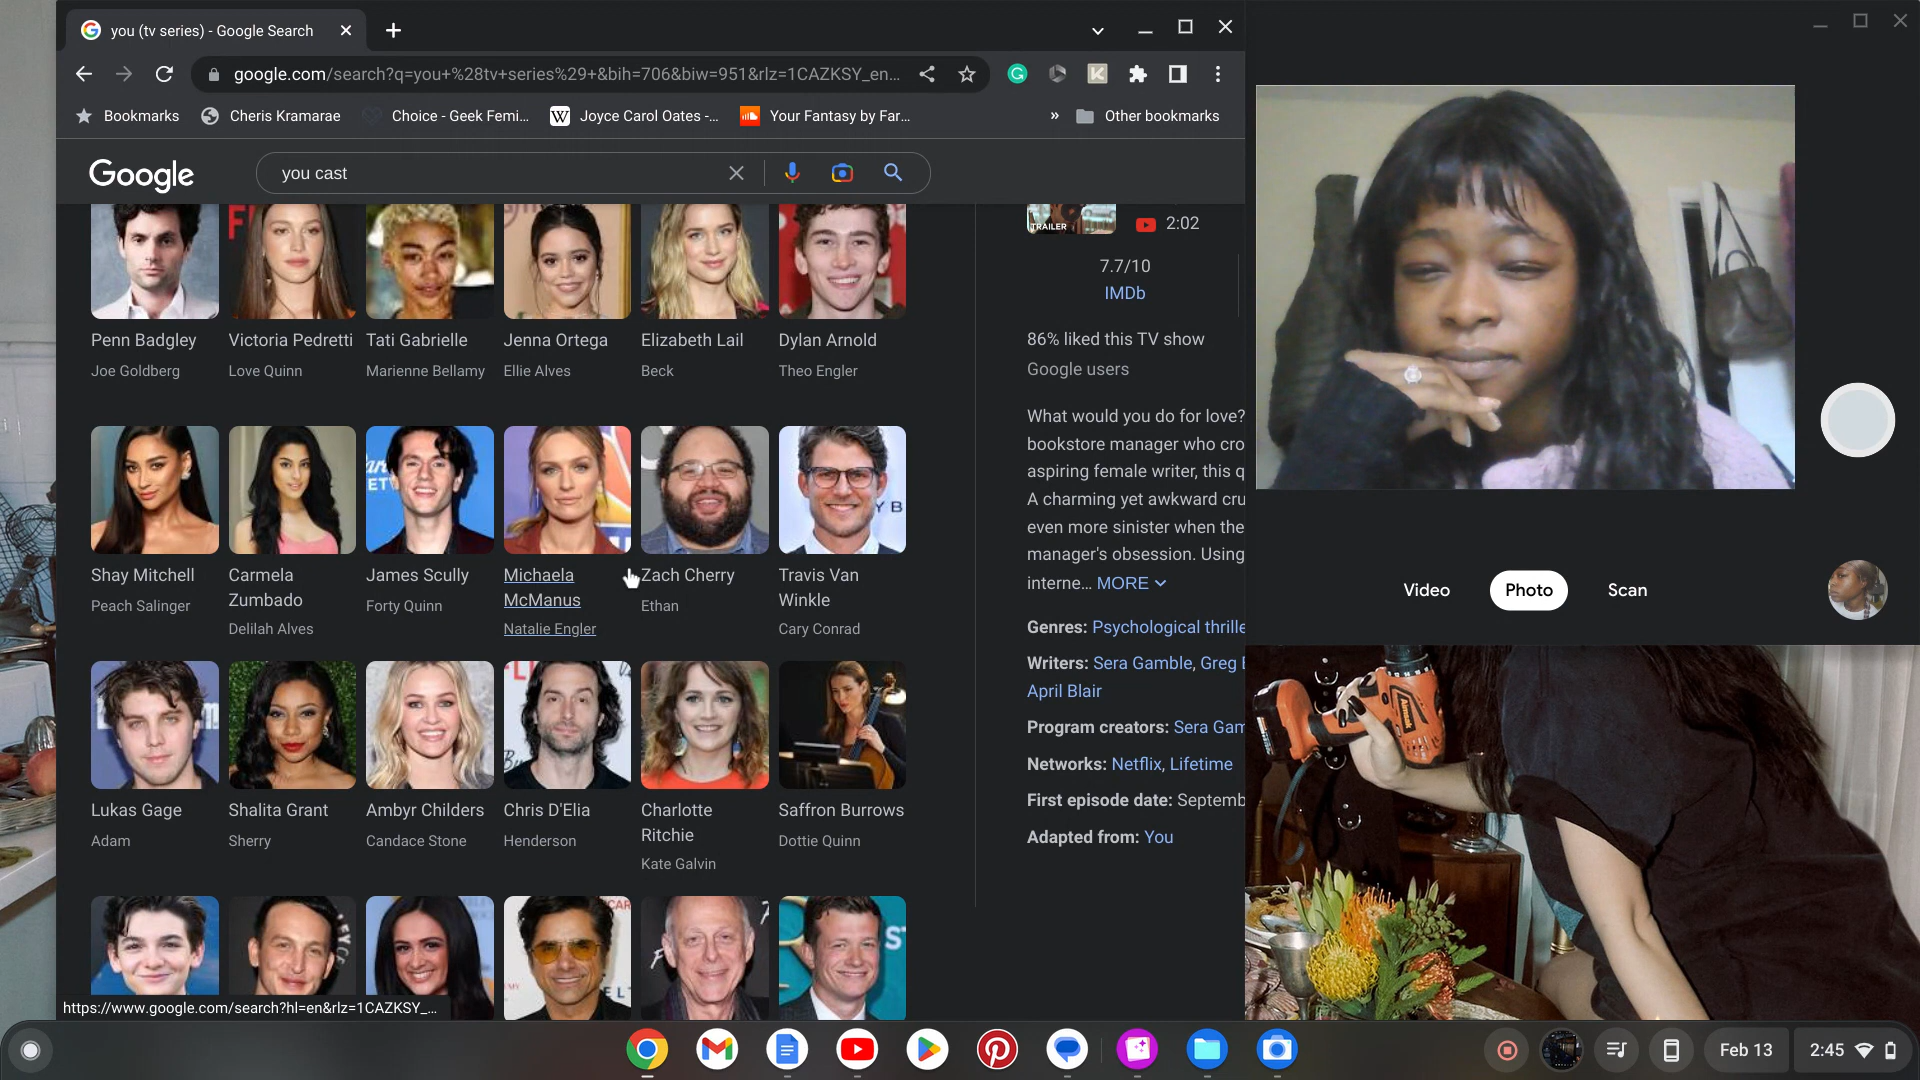 you (tv series) - Google Search
google.com/search?q=you+%28tv+series%29+&bih=706&biw=951&rlz=1CAZKSY_en...
Bookmarks
Cheris Kramarae
Choice - Geek Femi...
W
Joyce Carol Oates -...
Your Fantasy by Far...
»
Other bookmarks
Google
you cast
TRAILER
2:02
7.7/10
IMDb
86% liked this TV show
Google users
Penn Badgley
Joe Goldberg
Victoria Pedretti
Love Quinn
Tati Gabrielle
Marienne Bellamy
Jenna Ortega
Ellie Alves
Elizabeth Lail
Beck
Dylan Arnold
Theo Engler
Shay Mitchell
Peach Salinger
Carmela
Zumbado
Delilah Alves
James Scully
Forty Quinn
Michaela
McManus
Natalie Engler
Zach Cherry
Ethan
Travis Van
Winkle
Cary Conrad
Lukas Gage
Adam
Shalita Grant
Sherry
Ambyr Childers
Candace Stone
Chris D'Elia
Henderson
Charlotte
Ritchie
Kate Galvin
Saffron Burrows
Dottie Quinn
What would you do for love?
bookstore manager who cro
aspiring female writer, this q
A charming yet awkward cru
even more sinister when the
manager's obsession. Using
interne... MORE
Genres: Psychological thrille
Writers: Sera Gamble, Greg
April Blair
Program creators: Sera Gam
Networks: Netflix, Lifetime
First episode date: Septemb
Adapted from: You
Video
Photo
Scan
https://www.google.com/search?hl=en&rlz=1CAZKSY_...
Feb 13
2:45